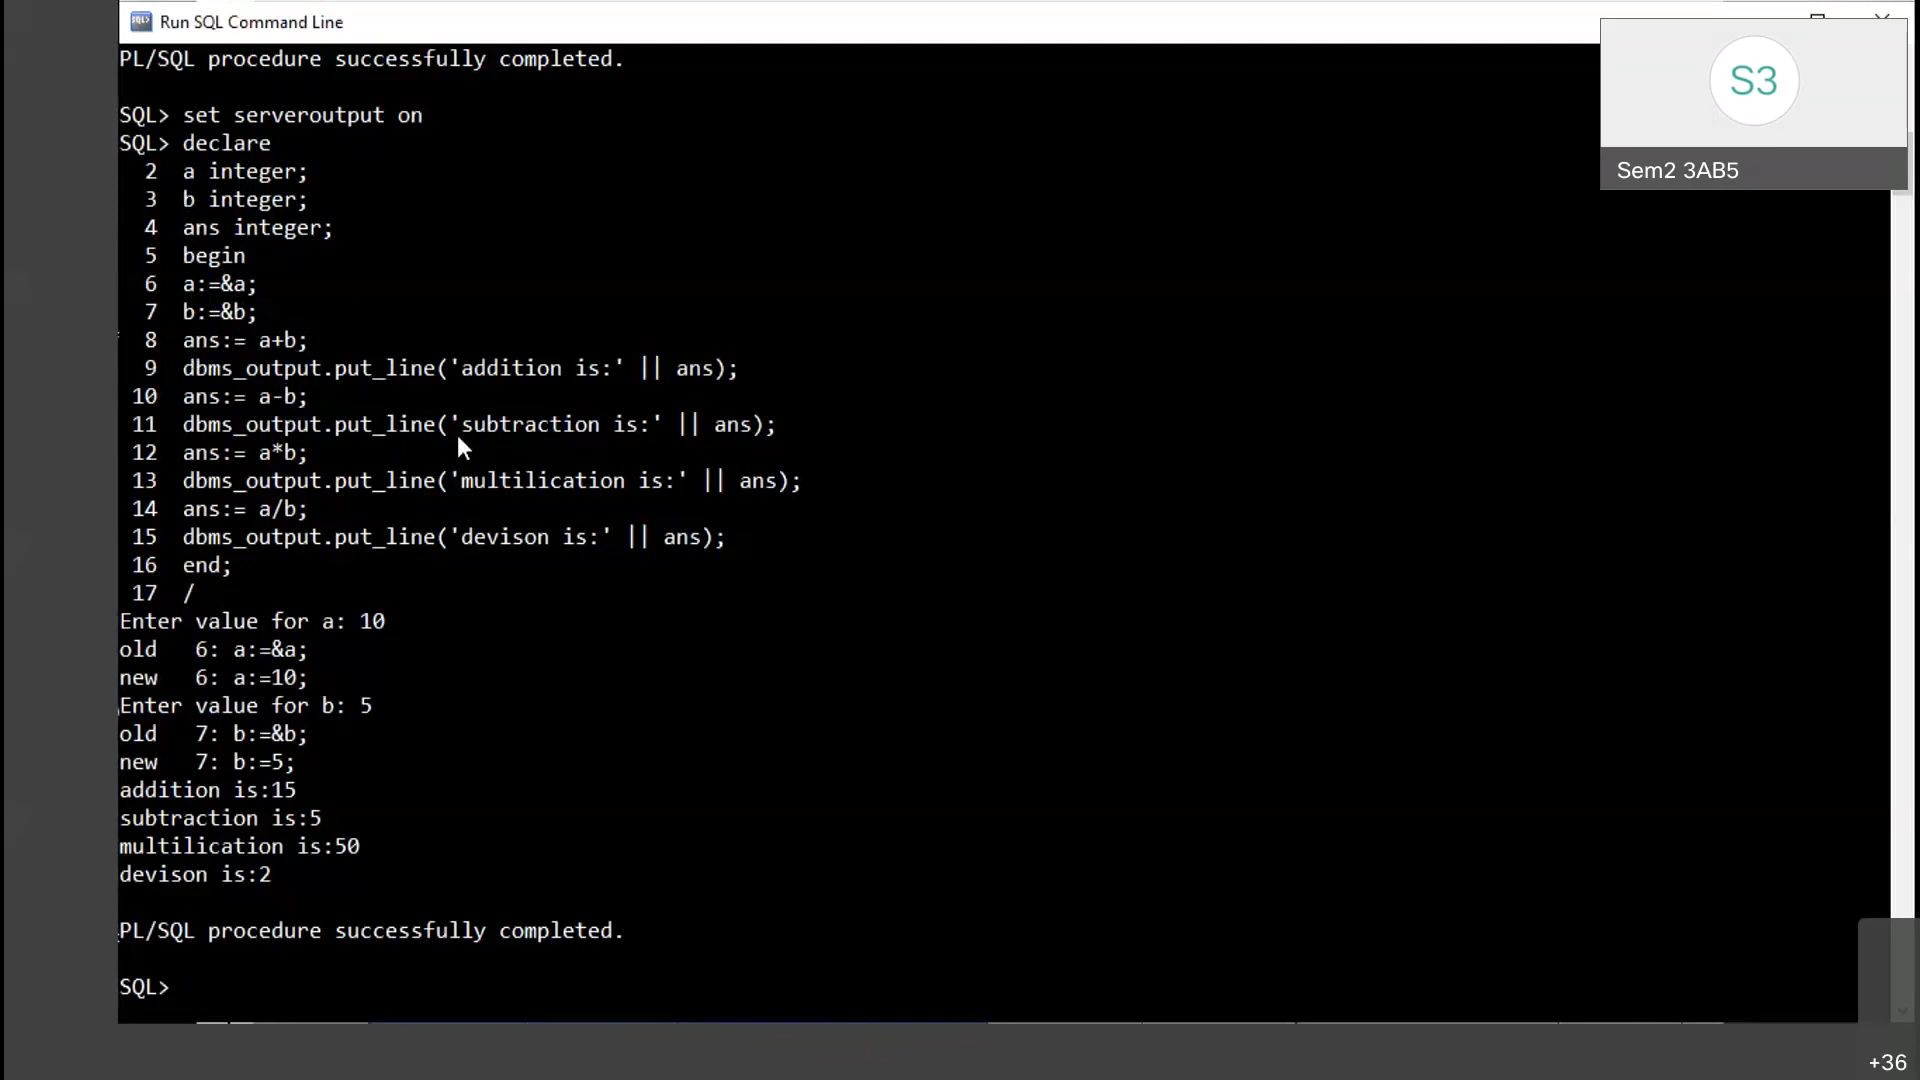 Run SQL Command Line
PL/SQL procedure successfully completed.
SQL> set serveroutput on
SQL> declare
2 a integer;
3 b integer;
4 ans integer;
5 begin
6 a:=&a;
7 b:=&b;
8 ans:= a+b;
9 dbms_output.put_line('addition is:' || ans);
10 ans:= a-b;
11 dbms_output.put_line('subtraction is:' || ans);
12 ans:= a*b;
13 dbms_output.put_line('multilication is:' || ans);
14 ans:= a/b;
15 dbms_output.put_line('devison is:' || ans);
16 end;
17 /
Enter value for a: 10
old 6: a:=&a;
new 6: a:=10;
Enter value for b: 5
old 7: b:=&b;
new 7: b:=5;
addition is:15
subtraction is:5
multilication is:50
devison is:2
PL/SQL procedure successfully completed.
SQL>
S3
Sem2 3AB5
+36